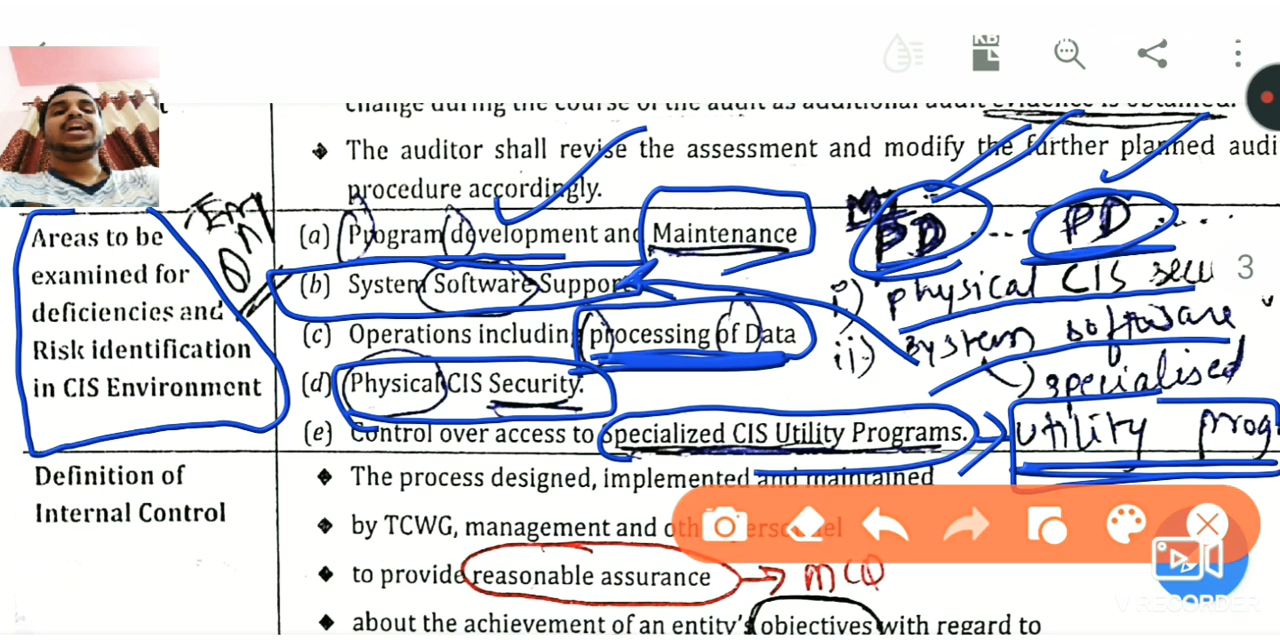 change during the course of the audit as additional audit evidence is obtained.
The auditor shall revise the assessment and modify the further planned audi
procedure accordingly.
Areas to be
examined for
deficiencies and
Risk identification
in CIS Environment
(a) Program development and Maintenance
(b) System Software Support
(c) Operations including processing of Data
(d) Physical CIS Security.
(e) Control over access to specialized CIS Utility Programs.
PD .... PD ....
i) physical CIS secu
ii) system software
specialised
utility prog
3
Definition of
Internal Control
The process designed, implemented and maintained
by TCWG, management and other personnel
to provide reasonable assurance
MCQ
about the achievement of an entity's objectives with regard to
V RECORDER